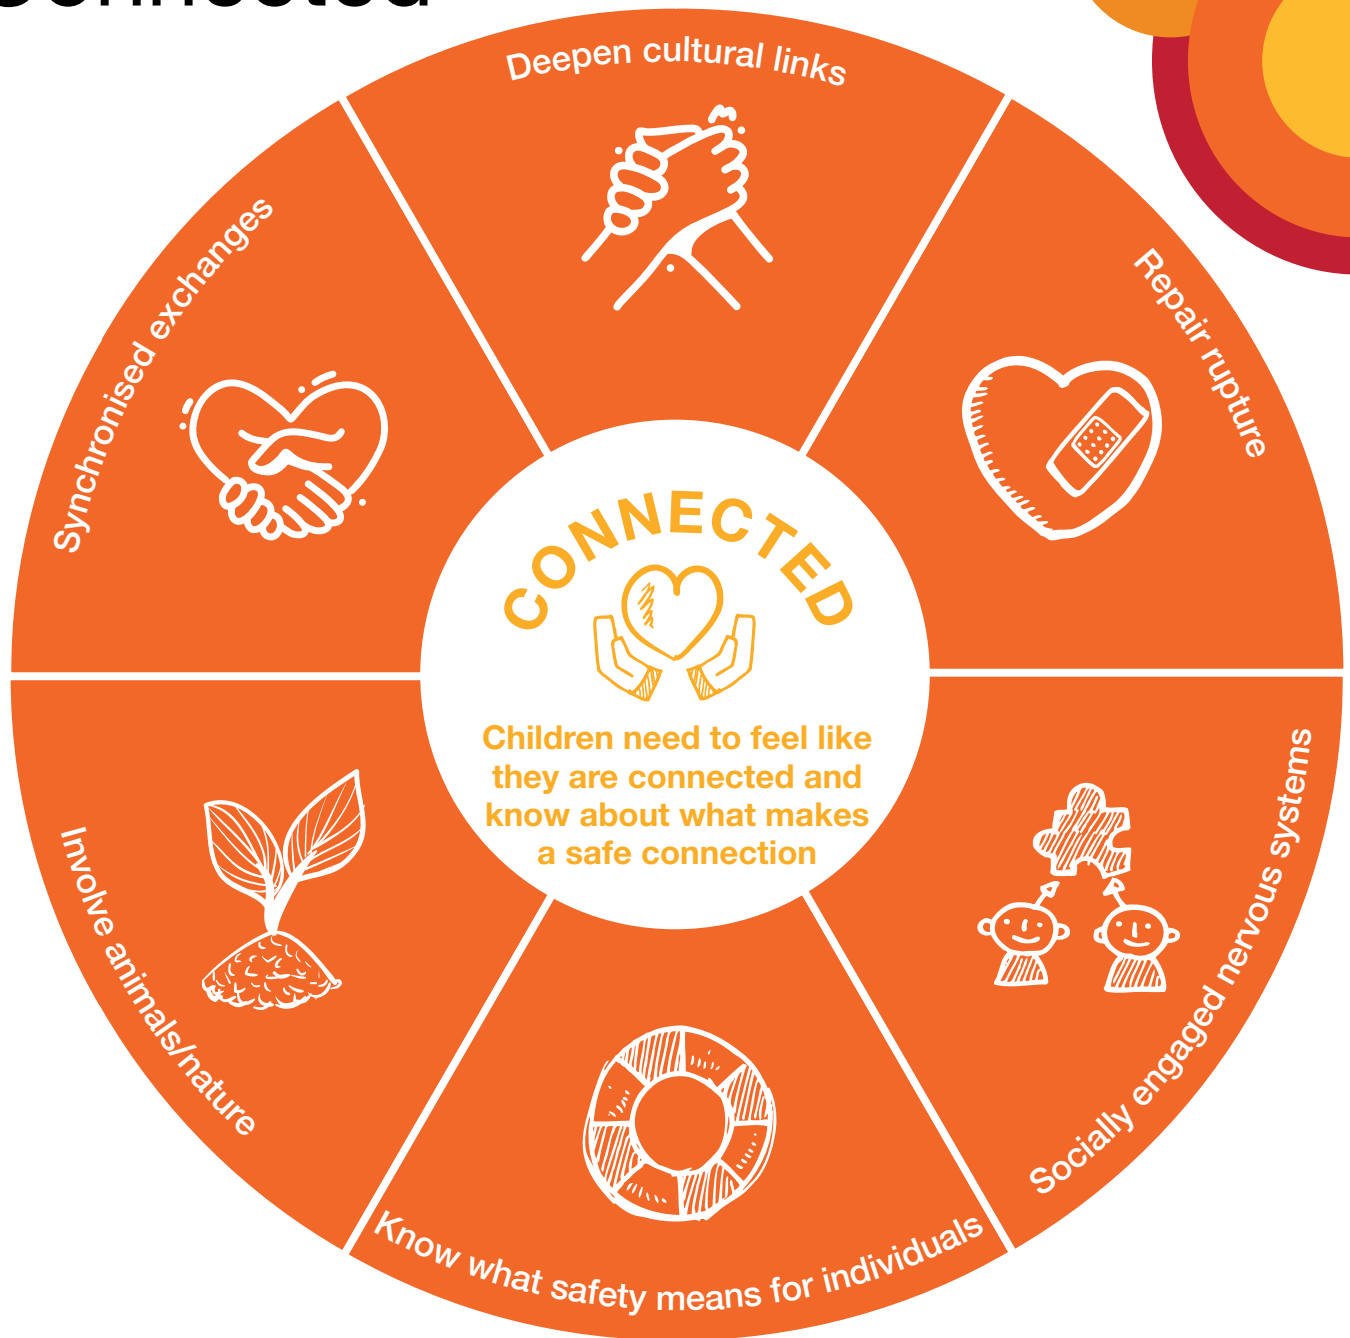 Connected
Deepen cultural links
Repair rupture
Socially engaged nervous systems
Know what safety means for individuals
Involve animals/nature
Synchronised exchanges
CONNECTED
Children need to feel like
they are connected and
know about what makes
a safe connection